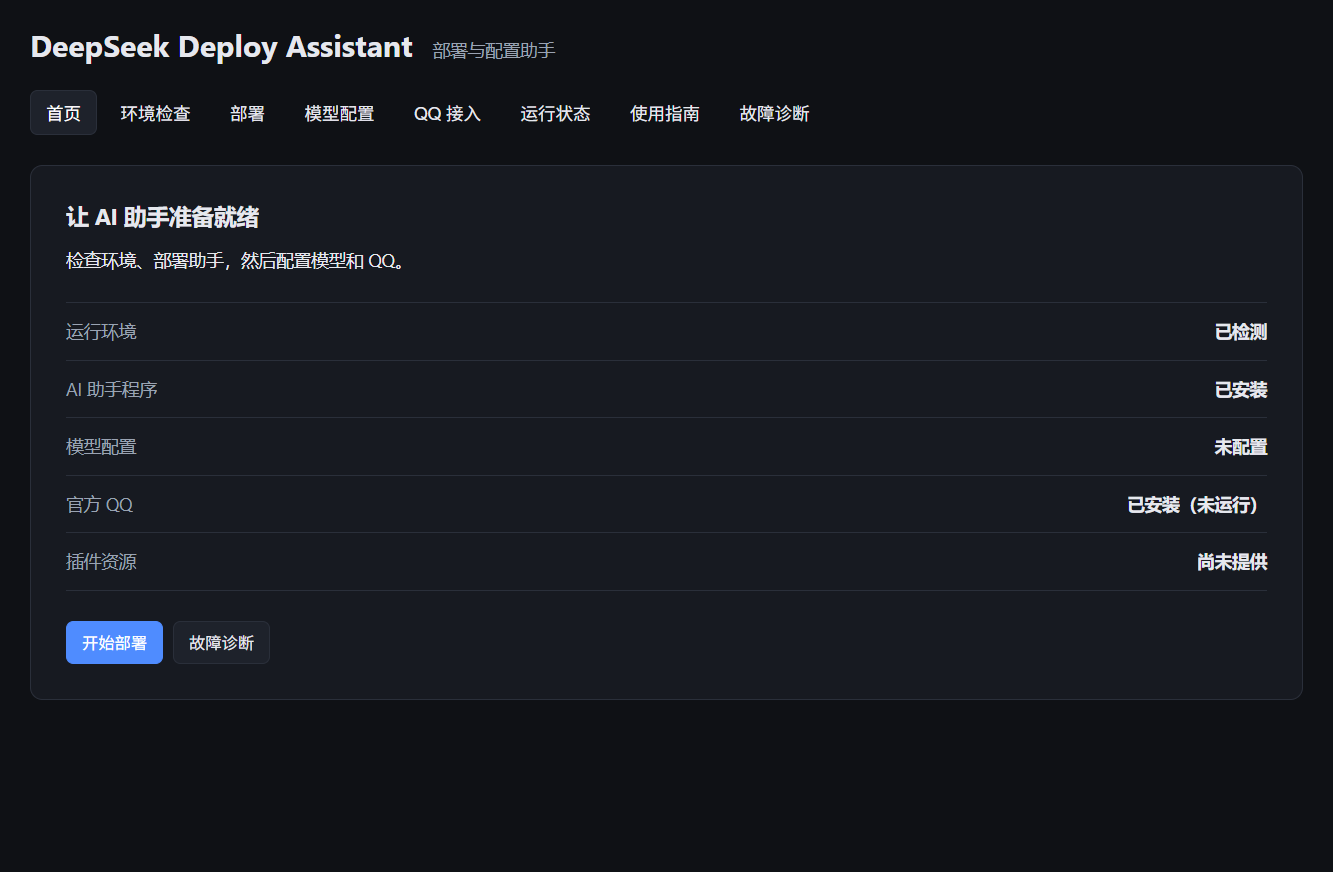 DeepSeek Deploy Assistant 部署与配置助手
首页 环境检查 部署 模型配置 QQ 接入 运行状态 使用指南 故障诊断
让 AI 助手准备就绪
检查环境、部署助手，然后配置模型和 QQ。
运行环境 已检测
AI 助手程序 已安装
模型配置 未配置
官方 QQ 已安装（未运行）
插件资源 尚未提供
开始部署 故障诊断